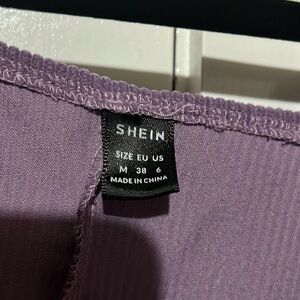 SHEIN
SIZE EU US
M 38 6
MADE IN CHINA